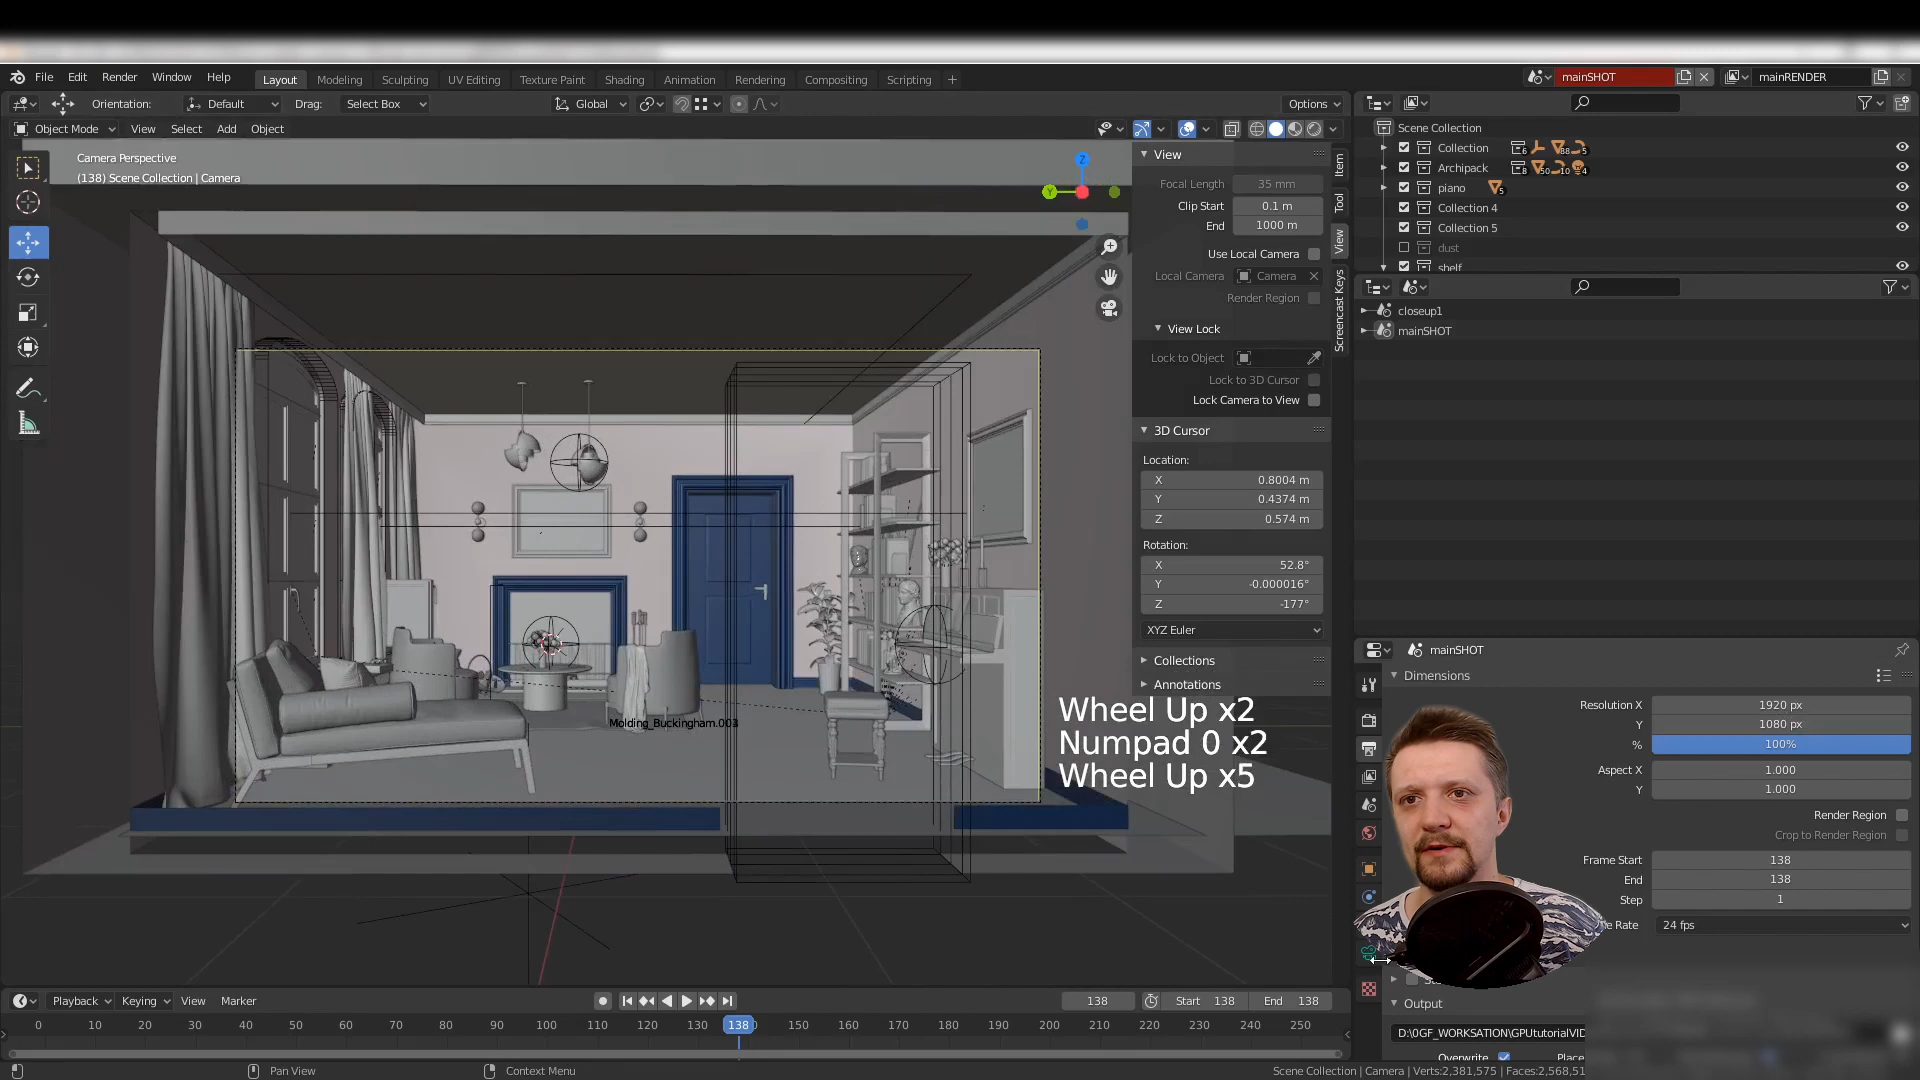 File Edit Render Window Help Layout Modeling Sculpting UV Editing Texture Paint Shading Animation Rendering Compositing Scripting + mainSHOT mainRENDER
Orientation: Default Drag: Select Box Global Options
Object Mode View Select Add Object
Camera Perspective
(138) Scene Collection | Camera
Z
Y
View
Focal Length 35 mm
Clip Start 0.1 m
End 1000 m
Use Local Camera
Local Camera Camera
Render Region
View Lock
Lock to Object
Lock to 3D Cursor
Lock Camera to View
3D Cursor
Location:
X 0.8004 m
Y 0.4374 m
Z 0.574 m
Rotation:
X 52.8°
Y -0.000016°
Z -177°
XYZ Euler
Collections
Annotations
Item
Tool
View
Screencast Keys
Molding_Buckingham.003
Wheel Up x2
Numpad 0 x2
Wheel Up x5
Scene Collection
Collection 6 88 5
Archipack 8 50 10 4
piano 5
Collection 4
Collection 5
dust
shelf
closeup1
mainSHOT
mainSHOT
Dimensions
Resolution X 1920 px
Y 1080 px
% 100%
Aspect X 1.000
Y 1.000
Render Region
Crop to Render Region
Frame Start 138
End 138
Step 1
Rate 24 fps
Output
D:\0GF_WORKSATION\GPUtutorialVID
Overwrite Place
Playback Keying View Marker 138 Start 138 End 138
0 10 20 30 40 50 60 70 80 90 100 110 120 130 138 150 160 170 180 190 200 210 220 230 240 250
Pan View Context Menu Scene Collection | Camera | Verts:2,381,575 | Faces:2,568,51